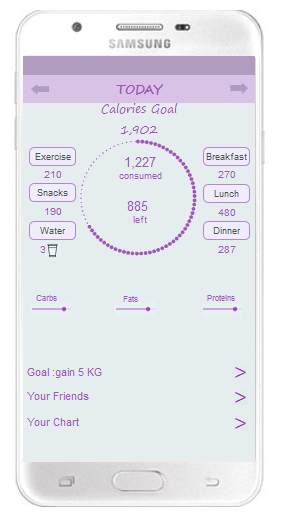 SAMSUNG
TODAY
Calories Goal
1,902
Exercise
210
Snacks
190
Water
3
1,227
consumed
885
left
Breakfast
270
Lunch
480
Dinner
287
Carbs
Fats
Proteins
Goal :gain 5 KG >
Your Friends >
Your Chart >